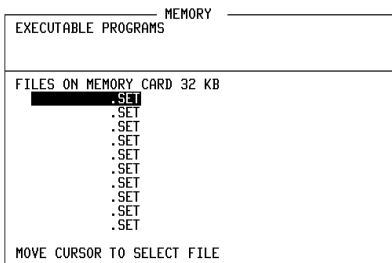 MEMORY
EXECUTABLE PROGRAMS
FILES ON MEMORY CARD 32 KB
.SET
.SET
.SET
.SET
.SET
.SET
.SET
.SET
.SET
.SET
MOVE CURSOR TO SELECT FILE